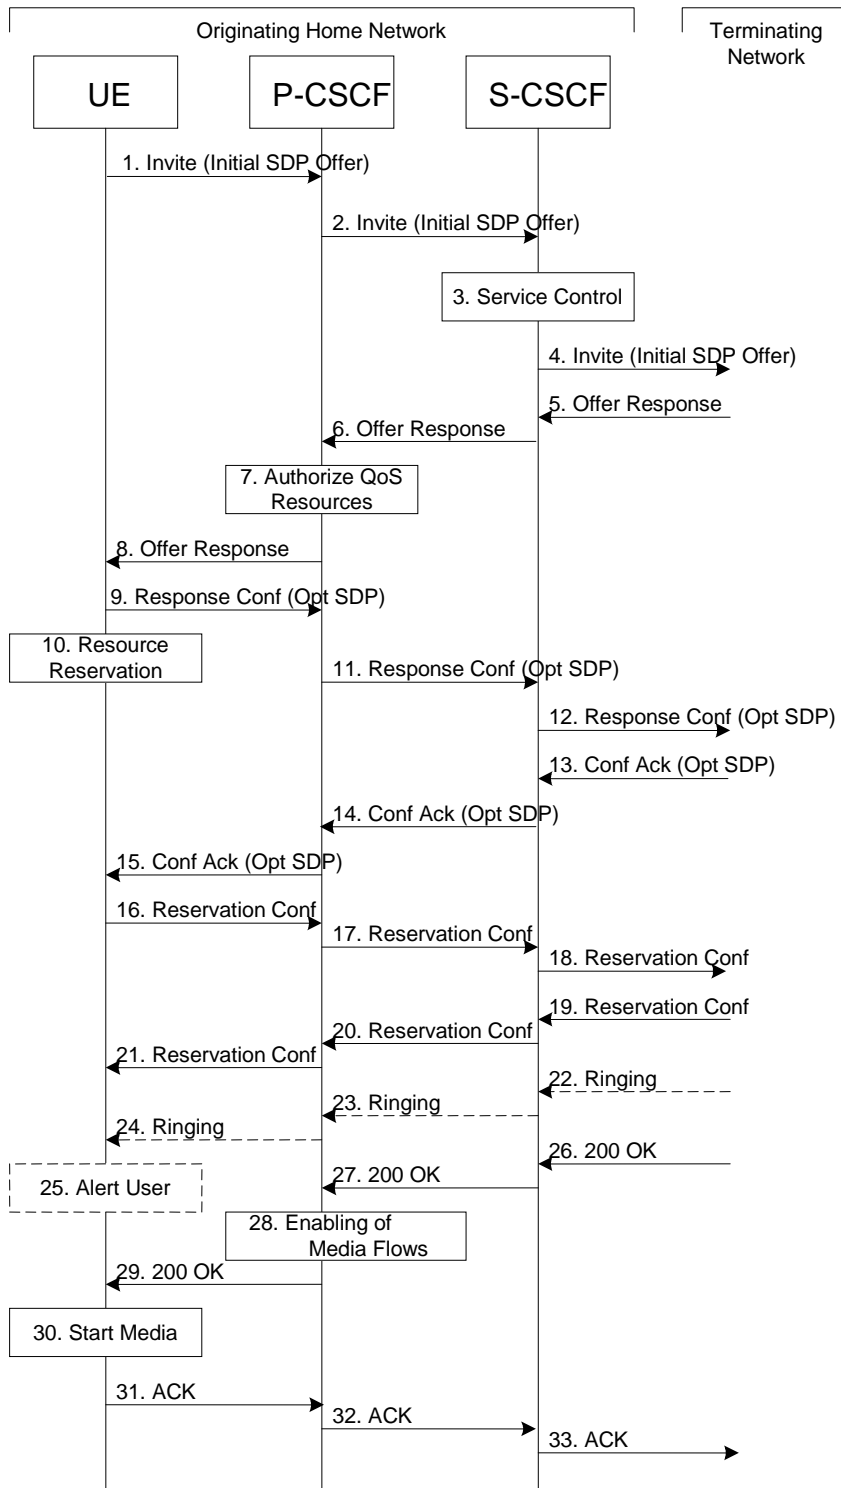 Originating Home Network
Terminating
Network
UE
P-CSCF
S-CSCF
1. Invite (Initial SDP Offer)
2. Invite (Initial SDP Offer)
3. Service Control
4. Invite (Initial SDP Offer)
5. Offer Response
6. Offer Response
7. Authorize QoS
Resources
8. Offer Response
9. Response Conf (Opt SDP)
10. Resource
Reservation
11. Response Conf (Opt SDP)
12. Response Conf (Opt SDP)
13. Conf Ack (Opt SDP)
14. Conf Ack (Opt SDP)
15. Conf Ack (Opt SDP)
16. Reservation Conf
17. Reservation Conf
18. Reservation Conf
19. Reservation Conf
20. Reservation Conf
21. Reservation Conf
22. Ringing
23. Ringing
24. Ringing
25. Alert User
26. 200 OK
27. 200 OK
28. Enabling of
Media Flows
29. 200 OK
30. Start Media
31. ACK
32. ACK
33. ACK